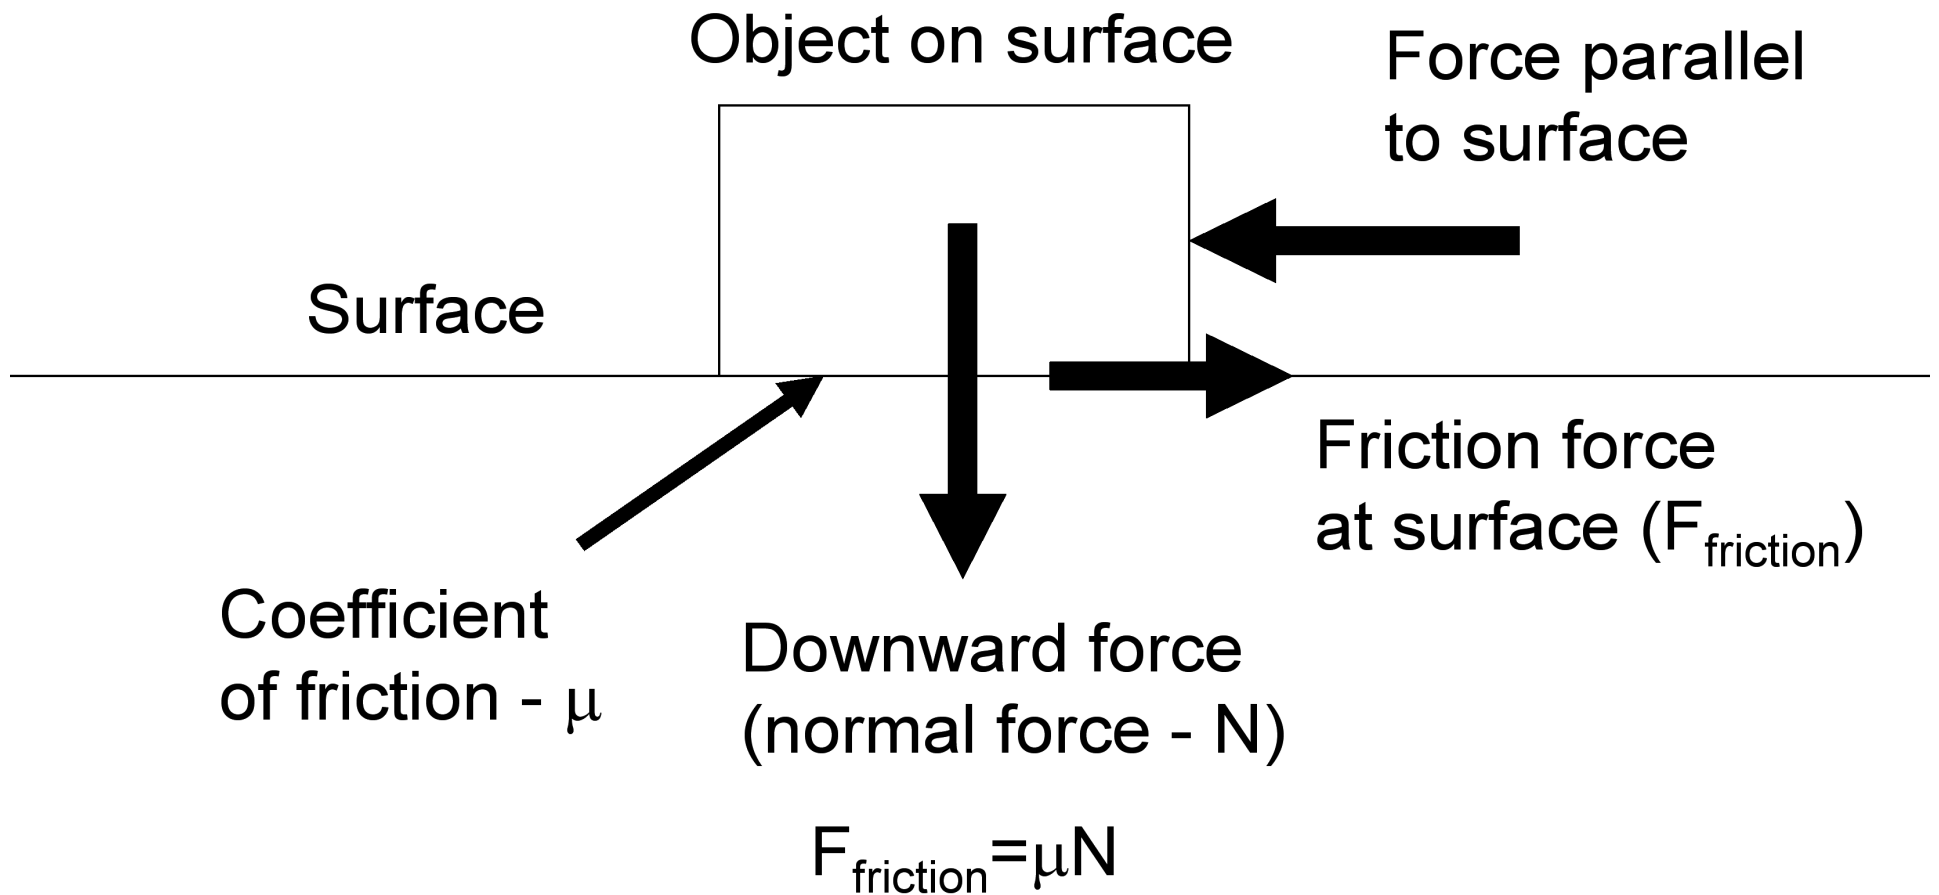 Object on surface
Force parallel
to surface
Surface
Friction force
at surface (Ffriction)
Coefficient
of friction - μ
Downward force
(normal force - N)
Ffriction=μN